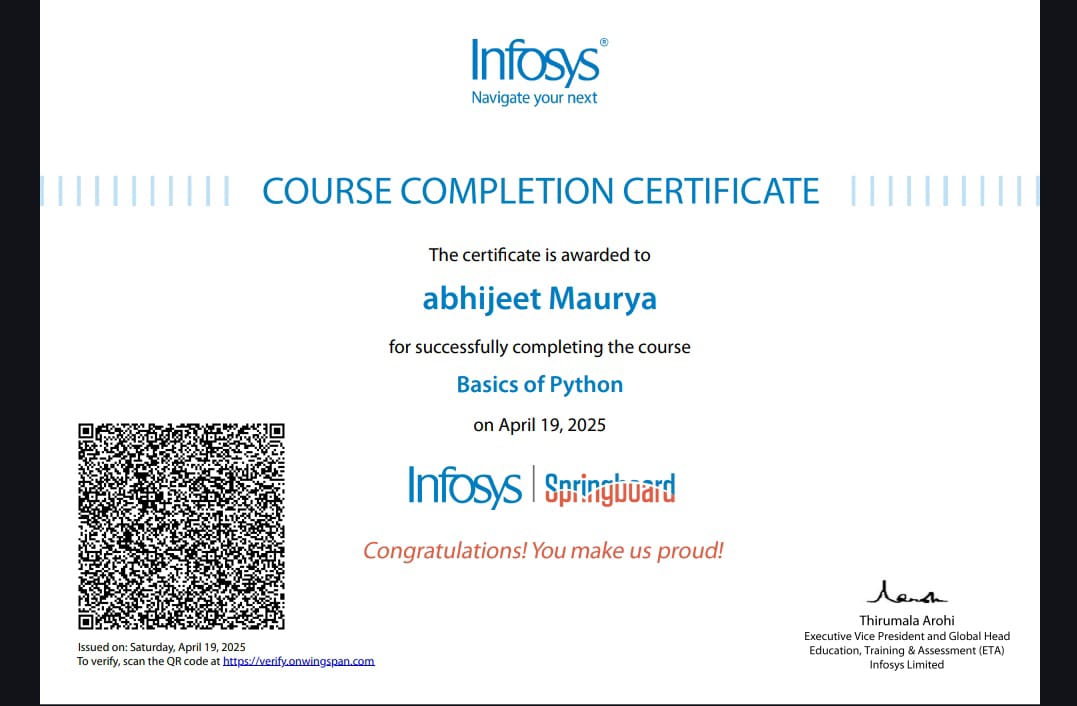 Infosys®
Navigate your next
COURSE COMPLETION CERTIFICATE
The certificate is awarded to
abhijeet Maurya
for successfully completing the course
Basics of Python
on April 19, 2025
Infosys | Springboard
Congratulations! You make us proud!
Issued on: Saturday, April 19, 2025
To verify, scan the QR code at https://verify.onwingspan.com
Thirumala Arohi
Executive Vice President and Global Head
Education, Training & Assessment (ETA)
Infosys Limited